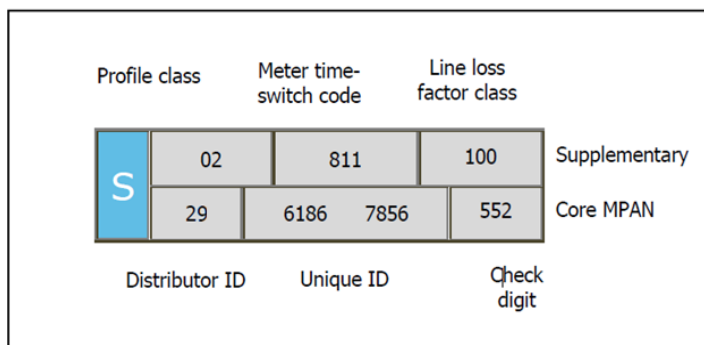 Profile class Meter time-switch code Line loss factor class
S 02 811 100 Supplementary
29 6186 7856 552 Core MPAN
Distributor ID Unique ID Check digit